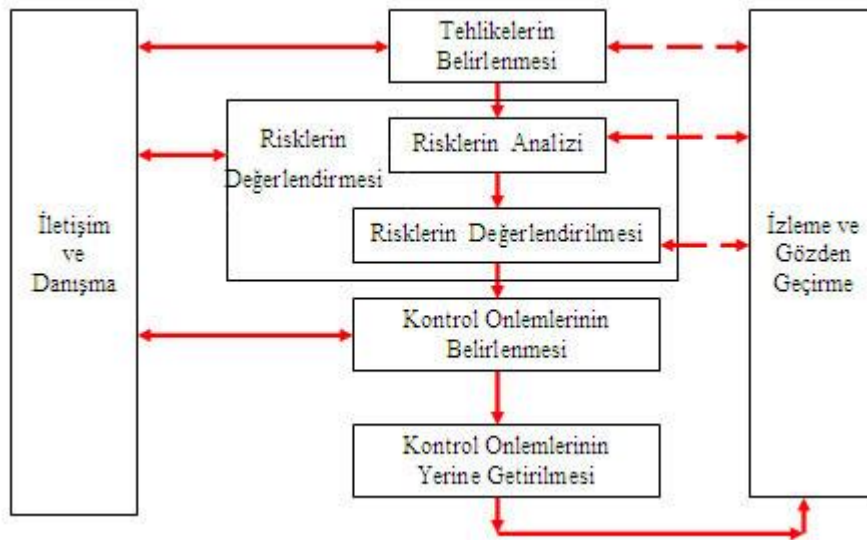 Tehlikelerin
Belirlenmesi
Risklerin
Değerlendirmesi
Risklerin Analizi
Risklerin Değerlendirilmesi
İletişim
ve
Danışma
İzleme ve
Gözden
Geçirme
Kontrol Onlemlerinin
Belirlenmesi
Kontrol Onlemlerinin
Yerine Getirilmesi